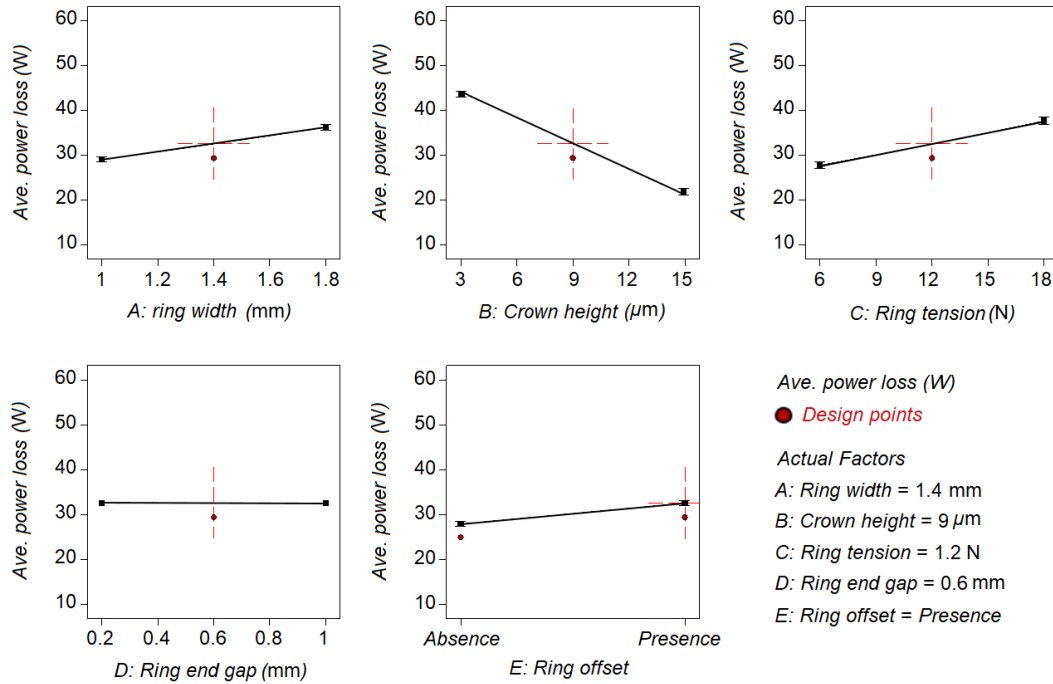 Ave. power loss (W)
60
50
40
30
20
10
1
1.2
1.4
1.6
1.8
A: ring width (mm)
Ave. power loss (W)
60
50
40
30
20
10
3
6
9
12
15
B: Crown height (µm)
Ave. power loss (W)
60
50
40
30
20
10
6
9
12
15
18
C: Ring tension (N)
Ave. power loss (W)
60
50
40
30
20
10
0.2
0.4
0.6
0.8
1
D: Ring end gap (mm)
Ave. power loss (W)
60
50
40
30
20
10
Absence
Presence
E: Ring offset
Ave. power loss (W)
Design points
Actual Factors
A: Ring width = 1.4 mm
B: Crown height = 9 µm
C: Ring tension = 1.2 N
D: Ring end gap = 0.6 mm
E: Ring offset = Presence